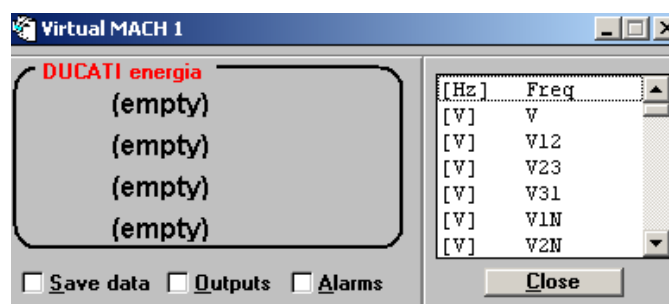 Virtual MACH 1
DUCATI energia
(empty)
(empty)
(empty)
(empty)
Save data Outputs Alarms
[Hz] Freq
[V] V
[V] V12
[V] V23
[V] V31
[V] V1N
[V] V2N
Close